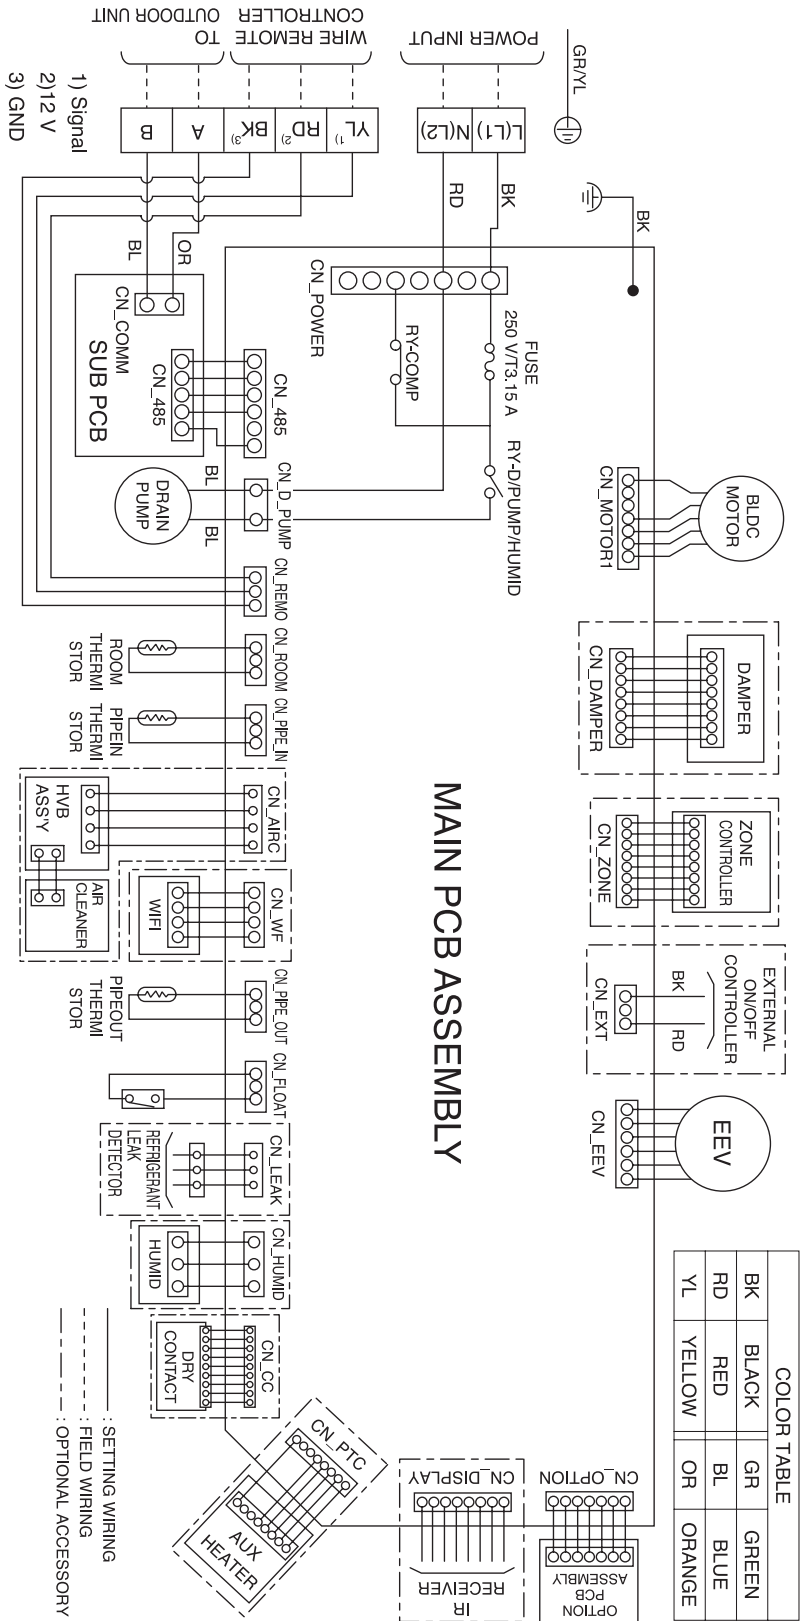 MAIN PCB ASSEMBLY
GR/YL
BK
POWER INPUT
L(L1)
N(L2)
BK
RD
WIRE REMOTE
CONTROLLER
YL 1)
RD 2)
BK 3)
TO
OUTDOOR UNIT
A
B
1) Signal
2)12 V
3) GND
OR
BL
CN_POWER
FUSE
250 V/T3.15 A
RY-COMP
RY-D/PUMP/HUMID
CN_COMM
SUB PCB
CN_485
CN_485
CN_D_PUMP
BL
BL
DRAIN
PUMP
CN_REMO
CN_ROOM
ROOM
THERMI
STOR
CN_PIPE_IN
PIPEIN
THERMI
STOR
CN_AIRC
HVB
ASS'Y
AIR
CLEANER
CN_WF
WIFI
CN_PIPE_OUT
PIPEOUT
THERMI
STOR
CN_FLOAT
CN_LEAK
REFRIGERANT
LEAK
DETECTOR
CN_HUMID
HUMID
CN_CC
DRY
CONTACT
CN_PTC
AUX
HEATER
CN_DISPLAY
IR
RECEIVER
CN_OPTION
OPTION
PCB
ASSEMBLY
BLDC
MOTOR
CN_MOTOR1
DAMPER
CN_DAMPER
ZONE
CONTROLLER
CN_ZONE
EXTERNAL
ON/OFF
CONTROLLER
BK
RD
CN_EXT
EEV
CN_EEV
COLOR TABLE
BK BLACK GR GREEN
RD RED BL BLUE
YL YELLOW OR ORANGE
: SETTING WIRING
: FIELD WIRING
: OPTIONAL ACCESSORY